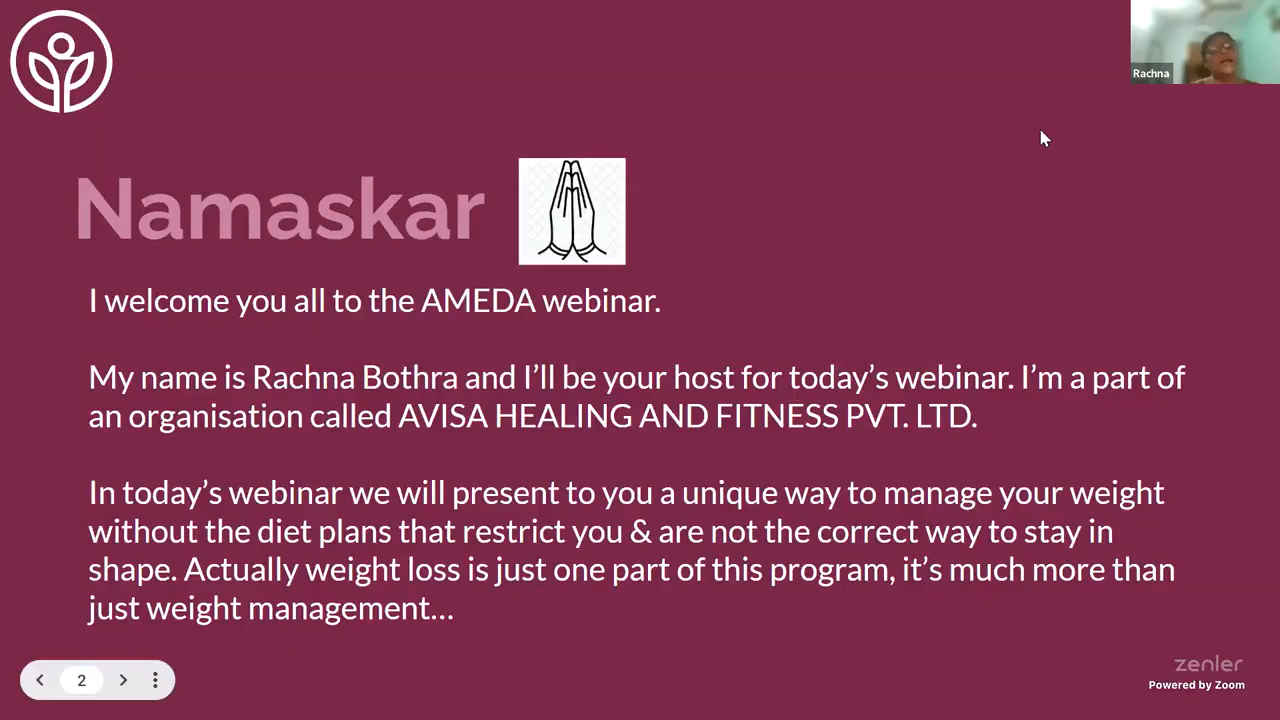 Rachna
Namaskar
I welcome you all to the AMEDA webinar.
My name is Rachna Bothra and I'll be your host for today's webinar. I'm a part of
an organisation called AVISA HEALING AND FITNESS PVT. LTD.
In today's webinar we will present to you a unique way to manage your weight
without the diet plans that restrict you & are not the correct way to stay in
shape. Actually weight loss is just one part of this program, it's much more than
just weight management...
2
zenler
Powered by Zoom